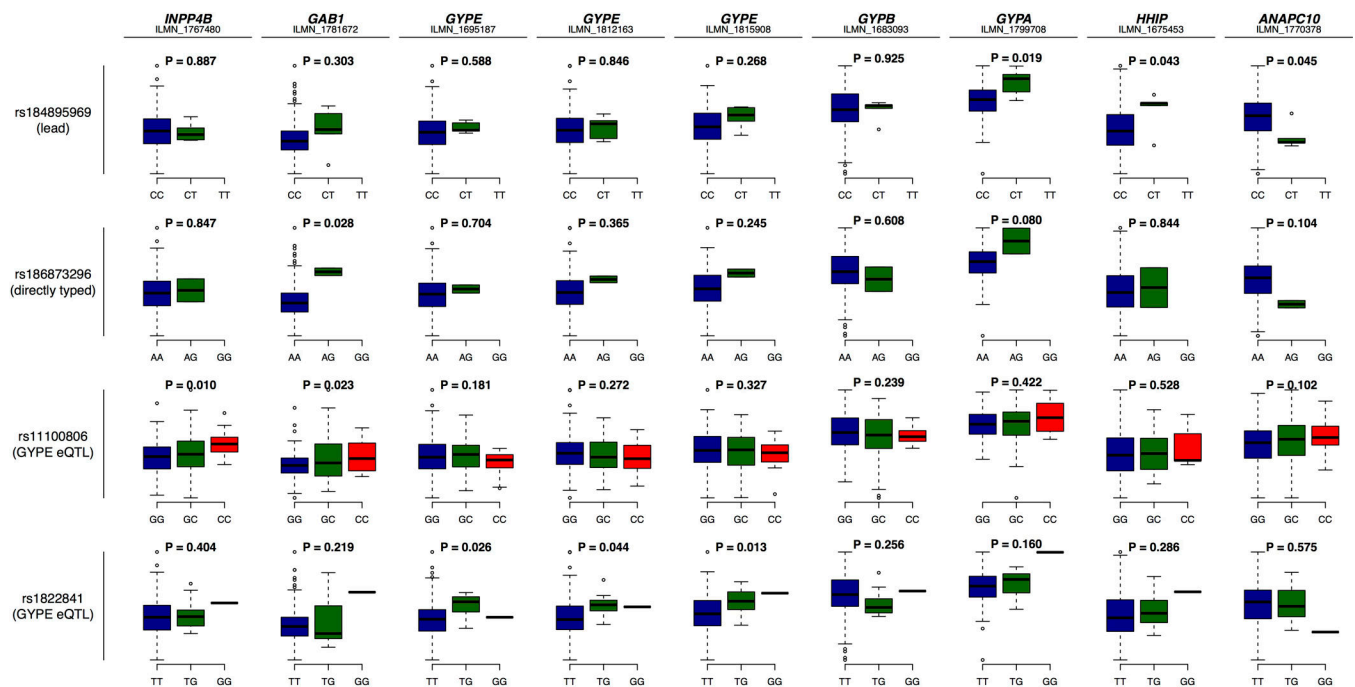 INPP4B GAB1 GYPE GYPE GYPE GYPB GYPA HHIP ANAPC10
ILMN_1767480 ILMN_1781672 ILMN_1695187 ILMN_1812163 ILMN_1815908 ILMN_1683093 ILMN_1799708 ILMN_1675453 ILMN_1770378
P = 0.887 P = 0.303 P = 0.588 P = 0.846 P = 0.268 P = 0.925 P = 0.019 P = 0.043 P = 0.045
rs184895969
(lead)
CC CT TT CC CT TT CC CT TT CC CT TT CC CT TT CC CT TT CC CT TT CC CT TT CC CT TT
P = 0.847 P = 0.028 P = 0.704 P = 0.365 P = 0.245 P = 0.608 P = 0.080 P = 0.844 P = 0.104
rs186873296
(directly typed)
AA AG GG AA AG GG AA AG GG AA AG GG AA AG GG AA AG GG AA AG GG AA AG GG AA AG GG
P = 0.010 P = 0.023 P = 0.181 P = 0.272 P = 0.327 P = 0.239 P = 0.422 P = 0.528 P = 0.102
rs11100806
(GYPE eQTL)
GG GC CC GG GC CC GG GC CC GG GC CC GG GC CC GG GC CC GG GC CC GG GC CC GG GC CC
P = 0.404 P = 0.219 P = 0.026 P = 0.044 P = 0.013 P = 0.256 P = 0.160 P = 0.286 P = 0.575
rs1822841
(GYPE eQTL)
TT TG GG TT TG GG TT TG GG TT TG GG TT TG GG TT TG GG TT TG GG TT TG GG TT TG GG